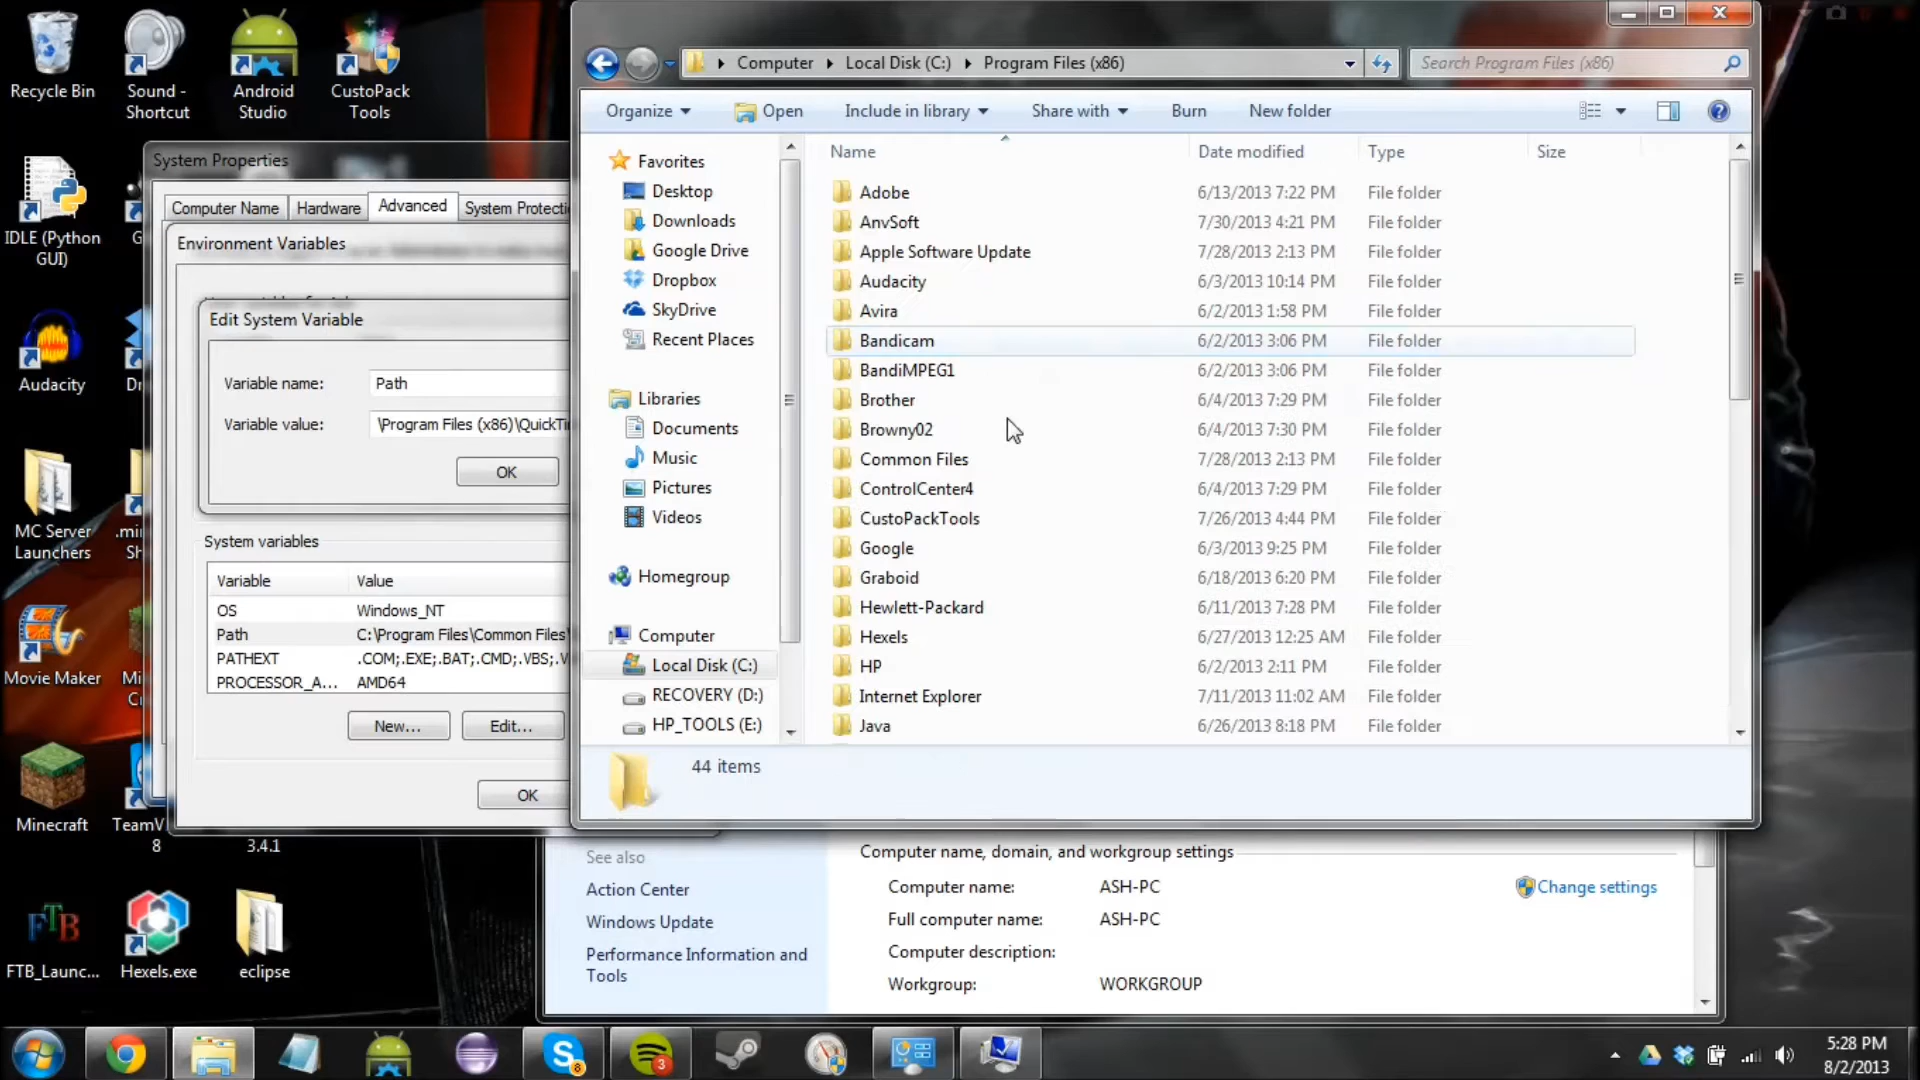 Recycle Bin
Sound - Shortcut
Android Studio
CustoPack Tools
IDLE (Python GUI)
Audacity
MC Server Launchers
.mi
Sh
Movie Maker
Minecraft
TeamV
8
3.4.1
FTB_Launc...
Hexels.exe
eclipse
System Properties
Computer Name
Hardware
Advanced
System Protecti
Environment Variables
Edit System Variable
Variable name:
Path
Variable value:
\Program Files (x86)\QuickTi
OK
System variables
Variable
Value
OS
Windows_NT
Path
C:\Program Files\Common Files\
PATHEXT
.COM;.EXE;.BAT;.CMD;.VBS;.V
PROCESSOR_A...
AMD64
New...
Edit...
OK
Computer
Local Disk (C:)
Program Files (x86)
Search Program Files (x86)
Organize
Open
Include in library
Share with
Burn
New folder
Favorites
Desktop
Downloads
Google Drive
Dropbox
SkyDrive
Recent Places
Libraries
Documents
Music
Pictures
Videos
Homegroup
Computer
Local Disk (C:)
RECOVERY (D:)
HP_TOOLS (E:)
Name Date modified Type Size
Adobe 6/13/2013 7:22 PM File folder
AnvSoft 7/30/2013 4:21 PM File folder
Apple Software Update 7/28/2013 2:13 PM File folder
Audacity 6/3/2013 10:14 PM File folder
Avira 6/2/2013 1:58 PM File folder
Bandicam 6/2/2013 3:06 PM File folder
BandiMPEG1 6/2/2013 3:06 PM File folder
Brother 6/4/2013 7:29 PM File folder
Browny02 6/4/2013 7:30 PM File folder
Common Files 7/28/2013 2:13 PM File folder
ControlCenter4 6/4/2013 7:29 PM File folder
CustoPackTools 7/26/2013 4:44 PM File folder
Google 6/3/2013 9:25 PM File folder
Graboid 6/18/2013 6:20 PM File folder
Hewlett-Packard 6/11/2013 7:28 PM File folder
Hexels 6/27/2013 12:25 AM File folder
HP 6/2/2013 2:11 PM File folder
Internet Explorer 7/11/2013 11:02 AM File folder
Java 6/26/2013 8:18 PM File folder
44 items
See also
Action Center
Windows Update
Performance Information and
Tools
Computer name, domain, and workgroup settings
Computer name: ASH-PC
Change settings
Full computer name: ASH-PC
Computer description:
Workgroup: WORKGROUP
8
3
5:28 PM
8/2/2013